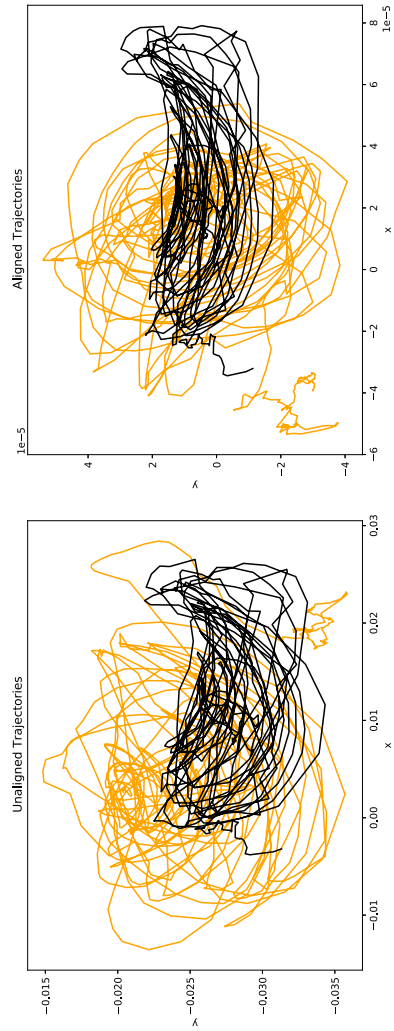 Unaligned Trajectories
y
−0.015
−0.020
−0.025
−0.030
−0.035
−0.01 0.00 0.01 0.02 0.03
x
Aligned Trajectories
1e−5
y
4
2
0
−2
−4
−6 −4 −2 0 2 4 6 8
1e−5
x